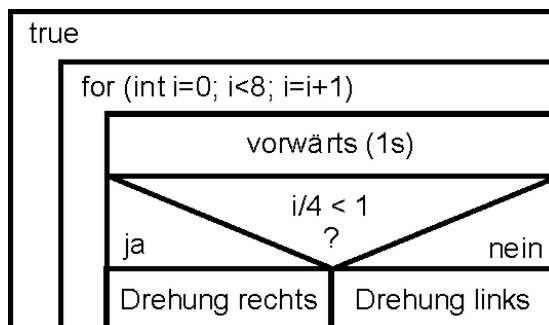 true
for (int i=0; i<8; i=i+1)
vorwärts (1s)
i/4 < 1
?
ja
nein
Drehung rechts
Drehung links